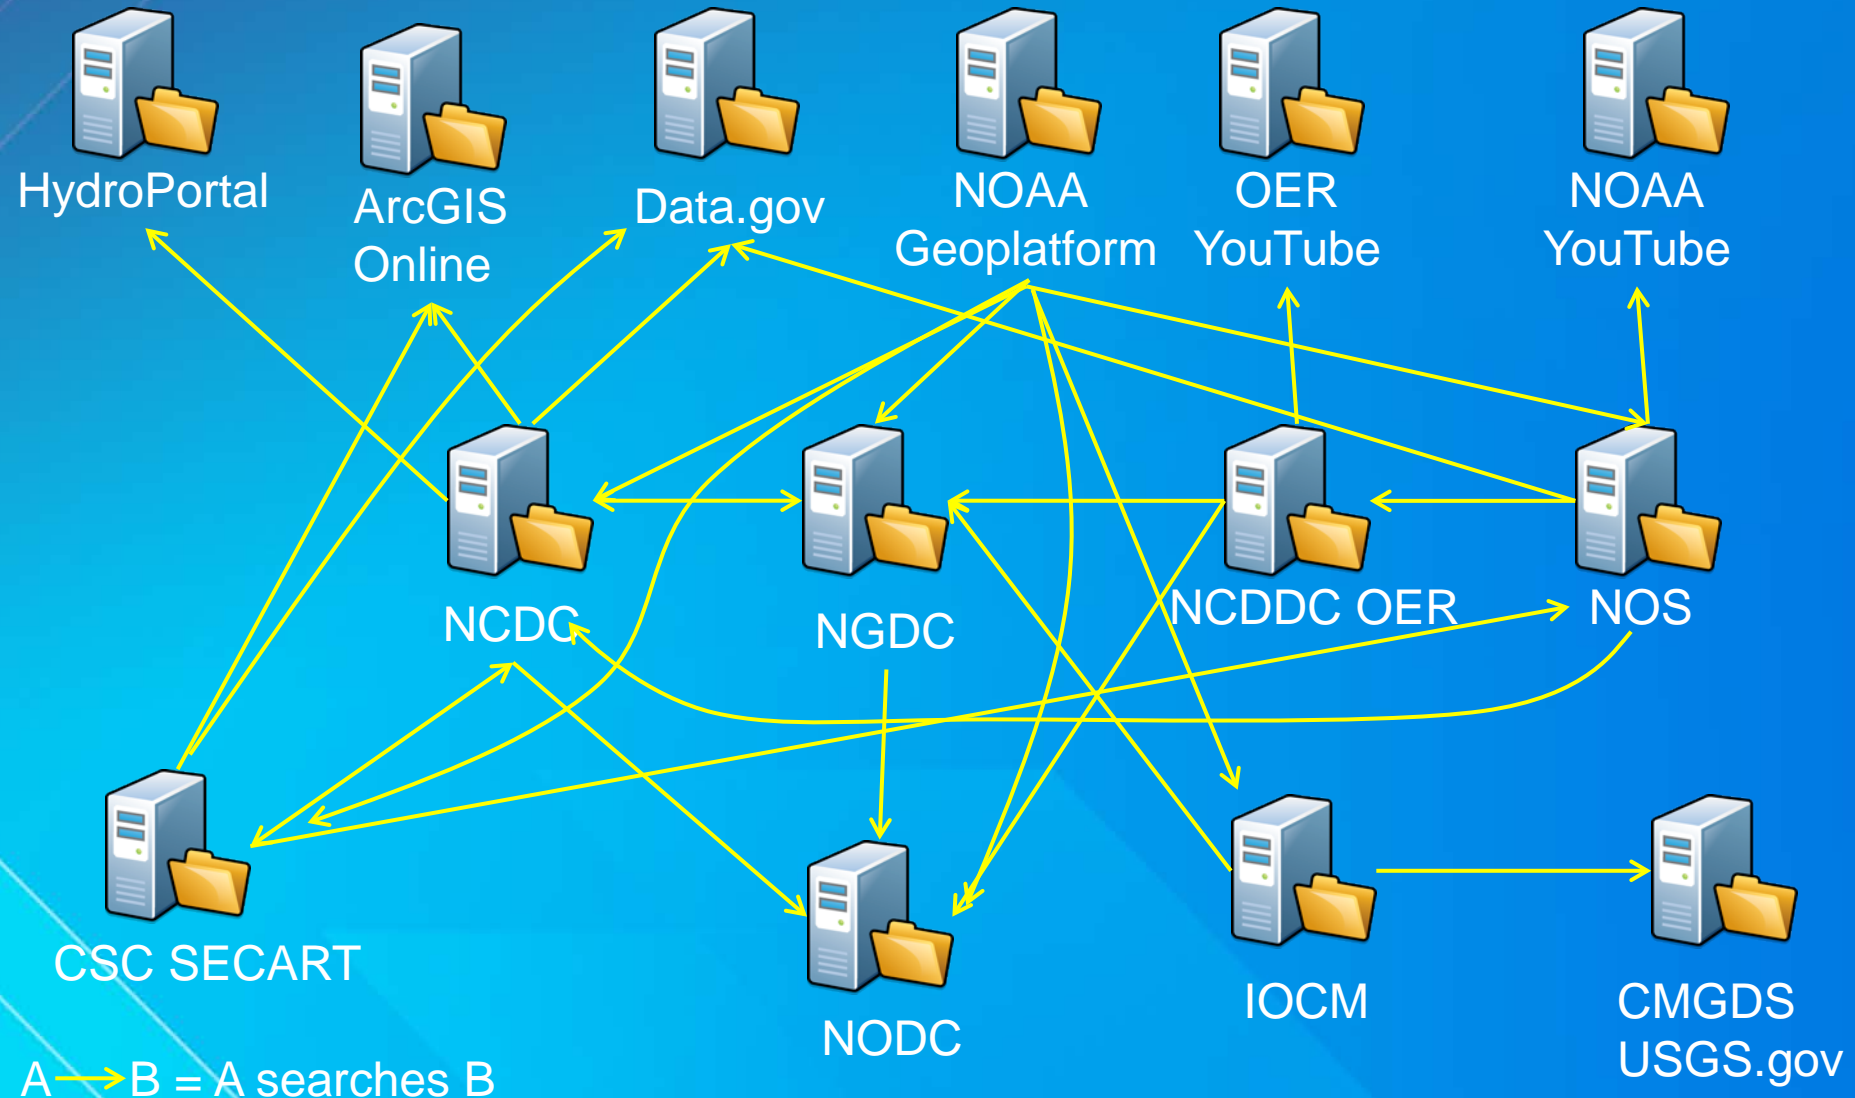 HydroPortal
ArcGIS
Online
Data.gov
NOAA
Geoplatform
OER
YouTube
NOAA
YouTube
NCDC
NGDC
NCDDC OER
NOS
CSC SECART
NODC
IOCM
CMGDS
USGS.gov
A → B = A searches B